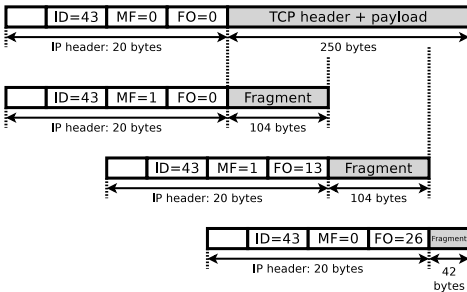 ID=43 MF=0 FO=0 TCP header + payload
IP header: 20 bytes 250 bytes
ID=43 MF=1 FO=0 Fragment
IP header: 20 bytes 104 bytes
ID=43 MF=1 FO=13 Fragment
IP header: 20 bytes 104 bytes
ID=43 MF=0 FO=26 Fragment
IP header: 20 bytes 42
bytes